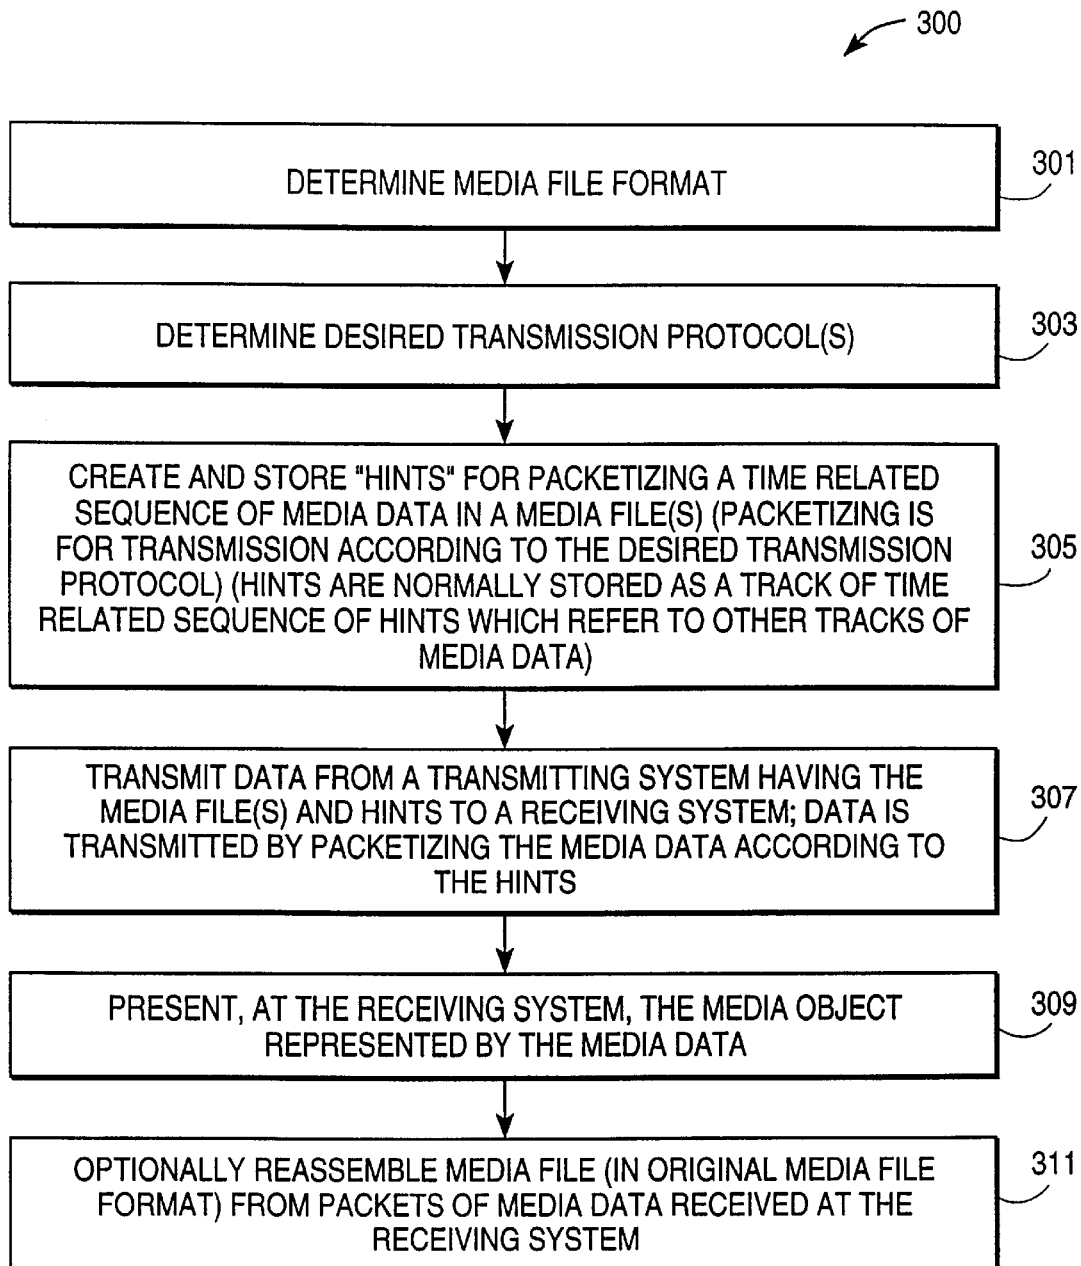 300
DETERMINE MEDIA FILE FORMAT
301
DETERMINE DESIRED TRANSMISSION PROTOCOL(S)
303
CREATE AND STORE "HINTS" FOR PACKETIZING A TIME RELATED
SEQUENCE OF MEDIA DATA IN A MEDIA FILE(S) (PACKETIZING IS
FOR TRANSMISSION ACCORDING TO THE DESIRED TRANSMISSION
PROTOCOL) (HINTS ARE NORMALLY STORED AS A TRACK OF TIME
RELATED SEQUENCE OF HINTS WHICH REFER TO OTHER TRACKS OF
MEDIA DATA)
305
TRANSMIT DATA FROM A TRANSMITTING SYSTEM HAVING THE
MEDIA FILE(S) AND HINTS TO A RECEIVING SYSTEM; DATA IS
TRANSMITTED BY PACKETIZING THE MEDIA DATA ACCORDING TO
THE HINTS
307
PRESENT, AT THE RECEIVING SYSTEM, THE MEDIA OBJECT
REPRESENTED BY THE MEDIA DATA
309
OPTIONALLY REASSEMBLE MEDIA FILE (IN ORIGINAL MEDIA FILE
FORMAT) FROM PACKETS OF MEDIA DATA RECEIVED AT THE
RECEIVING SYSTEM
311